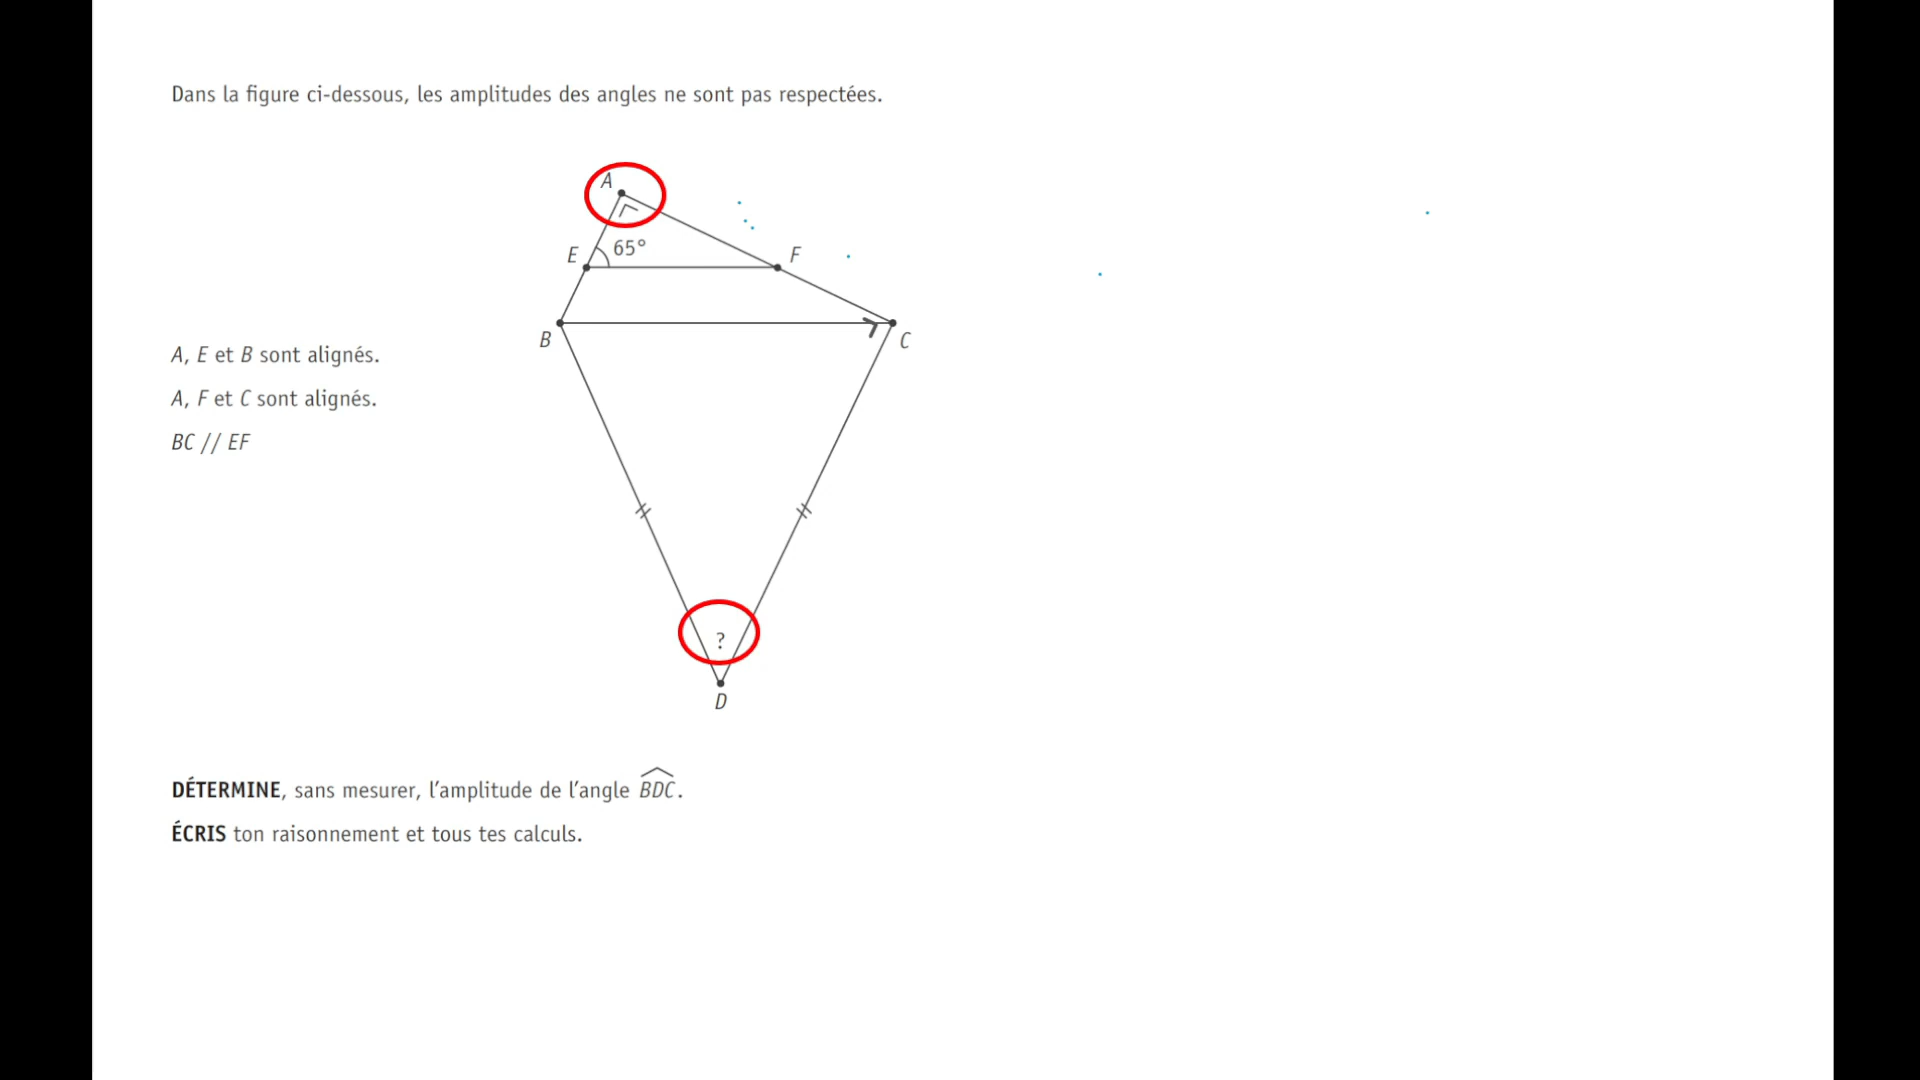 Dans la figure ci-dessous, les amplitudes des angles ne sont pas respectées.
A
E
65°
F
B
C
A, E et B sont alignés.
A, F et C sont alignés.
BC // EF
?
D
DÉTERMINE, sans mesurer, l'amplitude de l'angle BDC.
ÉCRIS ton raisonnement et tous tes calculs.